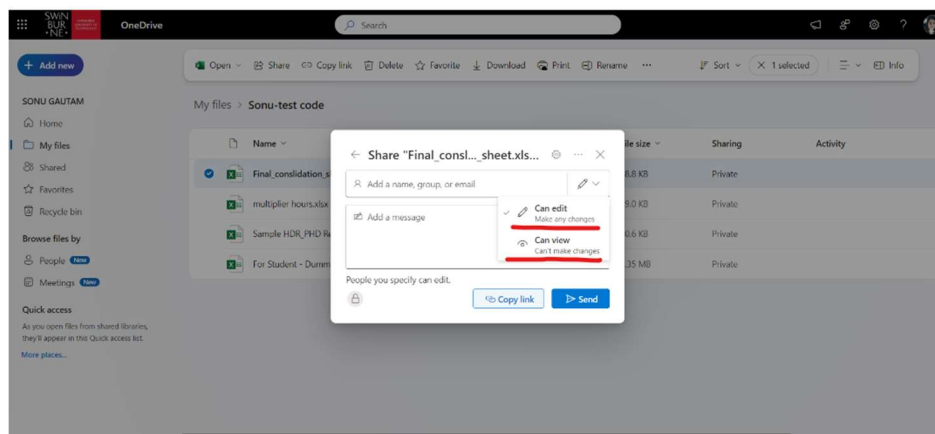 SWIN
BUR
•NE•
OneDrive
Search
?
+ Add new
Open
Share
Copy link
Delete
Favorite
Download
Print
Rename
...
Sort
1 selected
Info
SONU GAUTAM
Home
My files
Shared
Favorites
Recycle bin
Browse files by
People New
Meetings New
Quick access
As you open files from shared libraries,
they'll appear in this Quick access list.
More places...
My files > Sonu-test code
Name
ile size
Sharing
Activity
Final_conslidation_s
8.8 KB
Private
multiplier hours.xlsx
9.0 KB
Private
Sample HDR_PHD Re
0.6 KB
Private
For Student - Dumm
.35 MB
Private
Share "Final_consl..._sheet.xls...
...
Add a name, group, or email
Add a message
Can edit
Make any changes
Can view
Can't make changes
People you specify can edit.
Copy link
Send